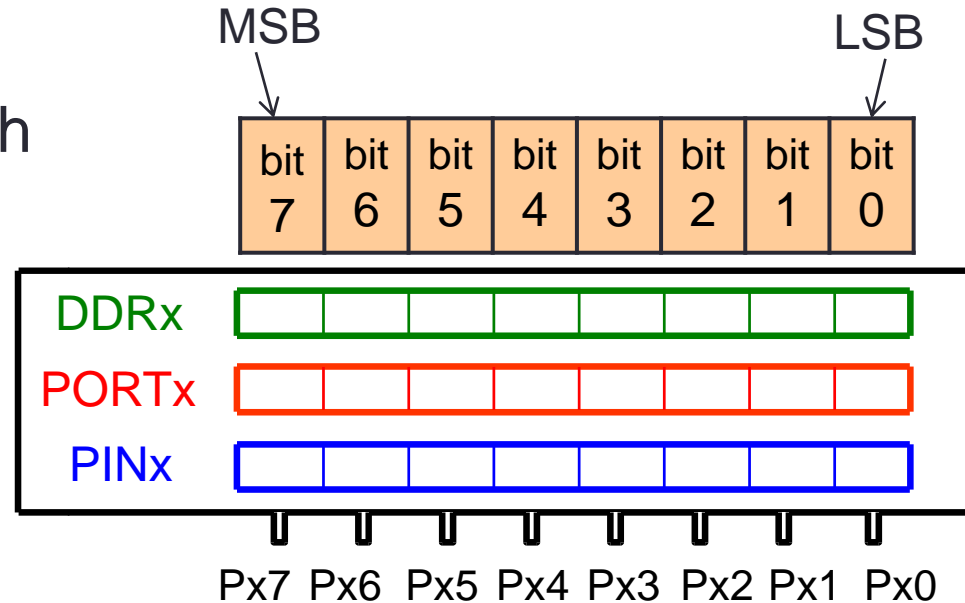 MSB LSB
h
bit bit bit bit bit bit bit bit
7 6 5 4 3 2 1 0
DDRx
PORTx
PINx
Px7 Px6 Px5 Px4 Px3 Px2 Px1 Px0